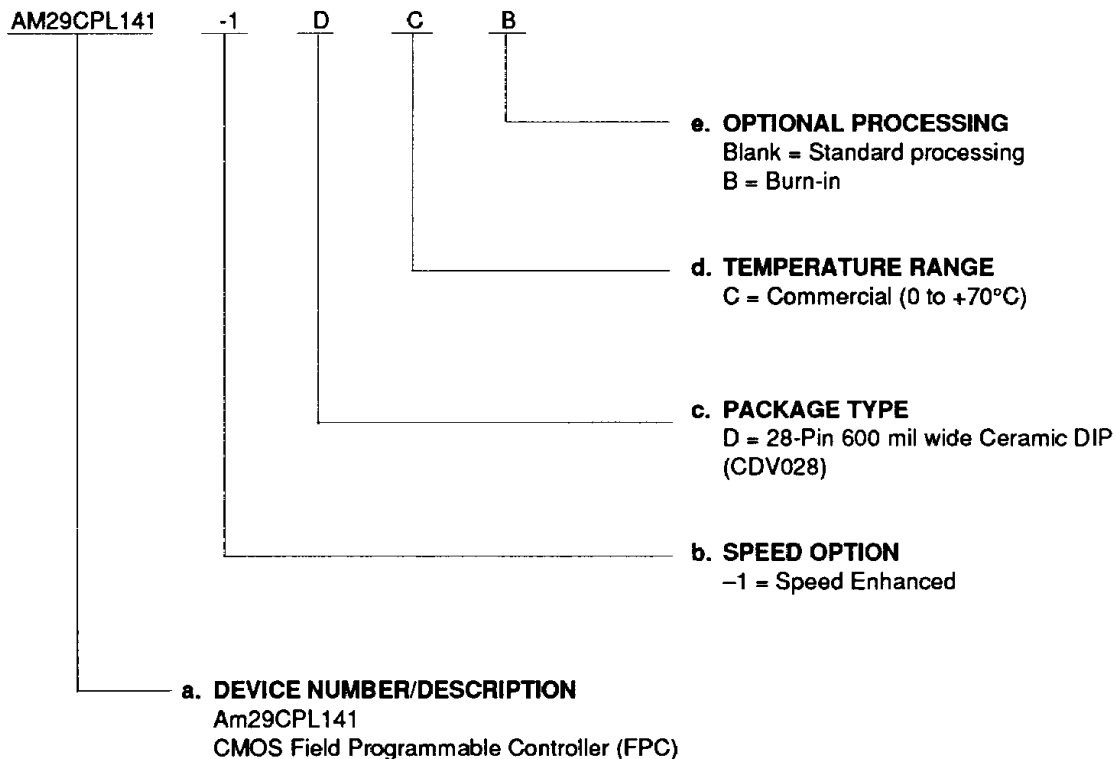 AM29CPL141 -1 D C B
e. OPTIONAL PROCESSING
Blank = Standard processing
B = Burn-in
d. TEMPERATURE RANGE
C = Commercial (0 to +70°C)
c. PACKAGE TYPE
D = 28-Pin 600 mil wide Ceramic DIP
(CDV028)
b. SPEED OPTION
–1 = Speed Enhanced
a. DEVICE NUMBER/DESCRIPTION
Am29CPL141
CMOS Field Programmable Controller (FPC)